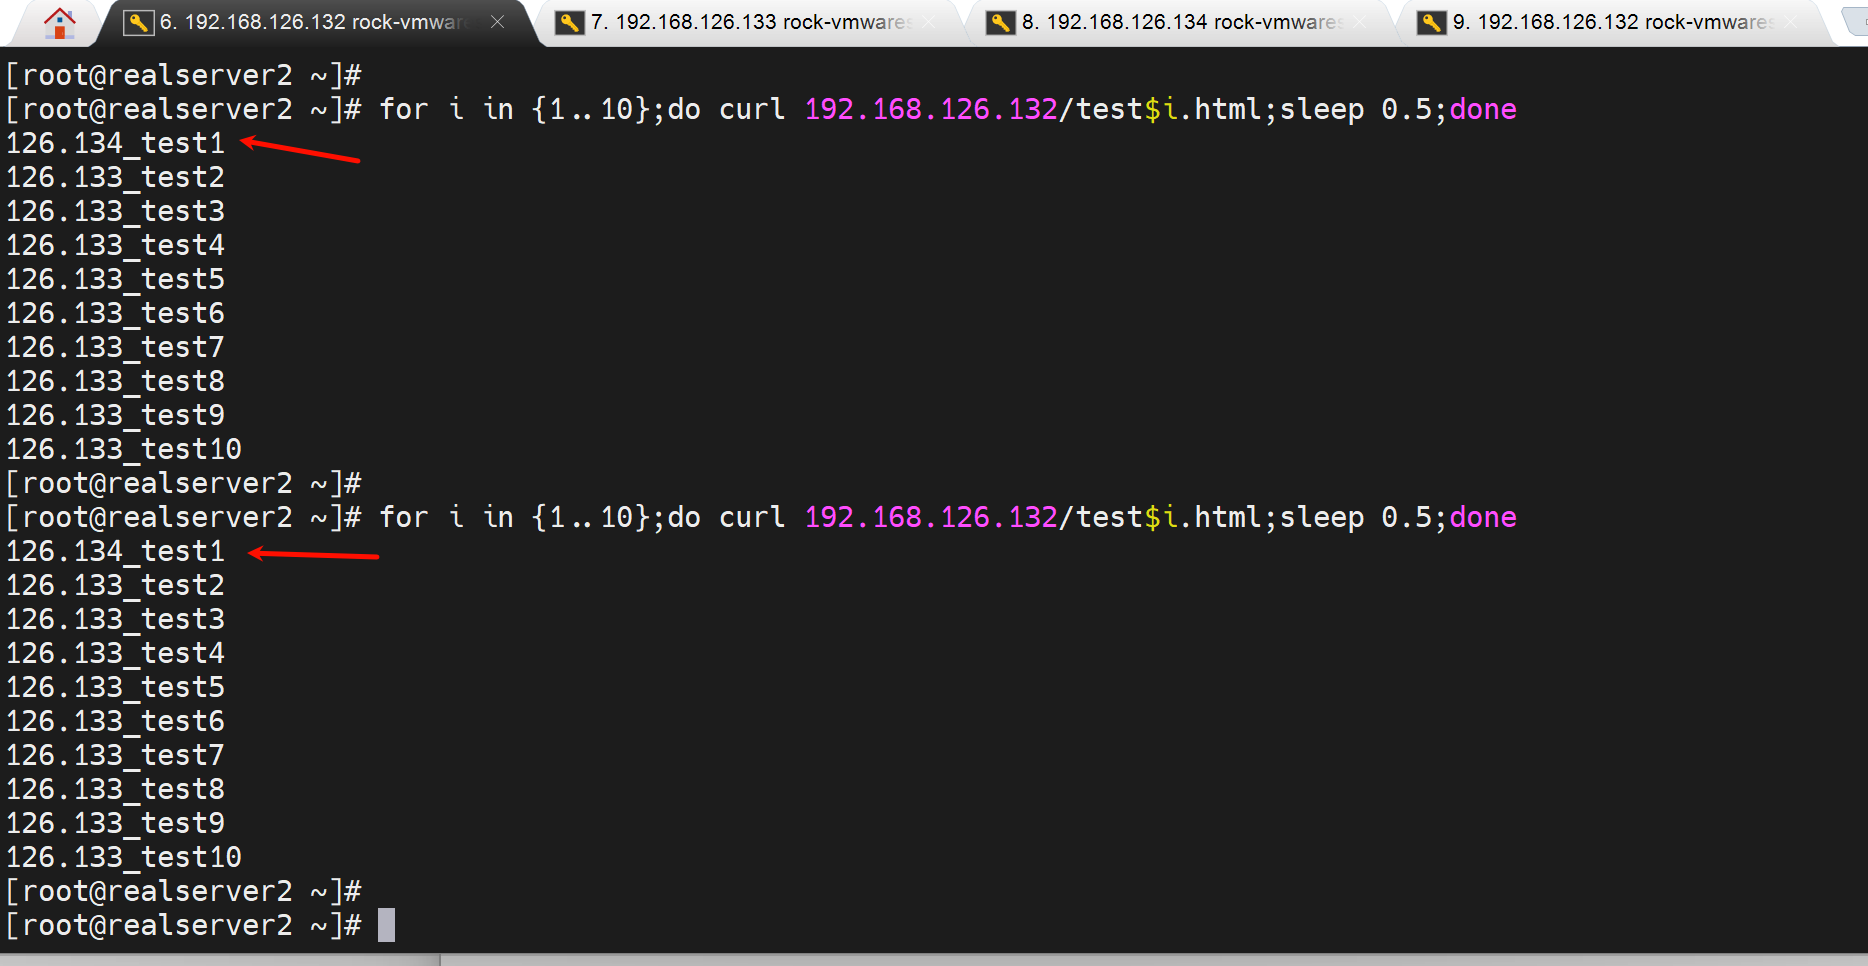 6. 192.168.126.132 rock-vmwar
7. 192.168.126.133 rock-vmwares
8. 192.168.126.134 rock-vmwares
9. 192.168.126.132 rock-vmwares
[root@realserver2 ~]#
[root@realserver2 ~]# for i in {1..10};do curl 192.168.126.132/test$i.html;sleep 0.5;done
126.134_test1
126.133_test2
126.133_test3
126.133_test4
126.133_test5
126.133_test6
126.133_test7
126.133_test8
126.133_test9
126.133_test10
[root@realserver2 ~]#
[root@realserver2 ~]# for i in {1..10};do curl 192.168.126.132/test$i.html;sleep 0.5;done
126.134_test1
126.133_test2
126.133_test3
126.133_test4
126.133_test5
126.133_test6
126.133_test7
126.133_test8
126.133_test9
126.133_test10
[root@realserver2 ~]#
[root@realserver2 ~]#